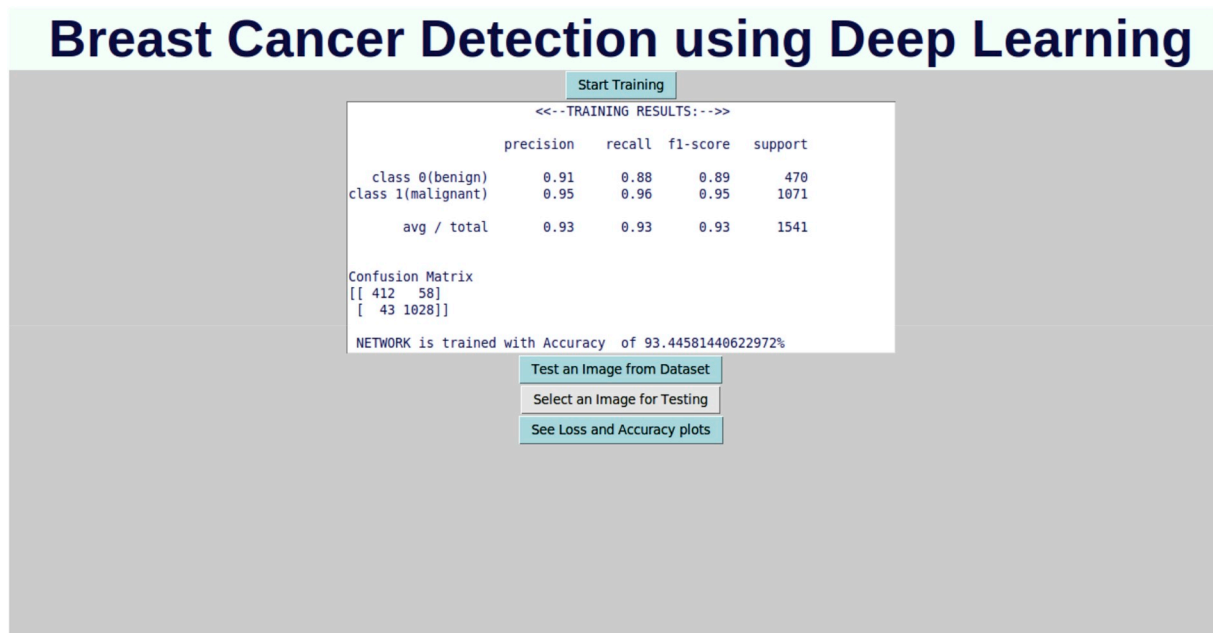 Breast Cancer Detection using Deep Learning
Start Training
<<--TRAINING RESULTS:-->>
precision recall f1-score support
class 0(benign) 0.91 0.88 0.89 470
class 1(malignant) 0.95 0.96 0.95 1071
avg / total 0.93 0.93 0.93 1541
Confusion Matrix
[[ 412 58]
[ 43 1028]]
NETWORK is trained with Accuracy of 93.44581440622972%
Test an Image from Dataset
Select an Image for Testing
See Loss and Accuracy plots